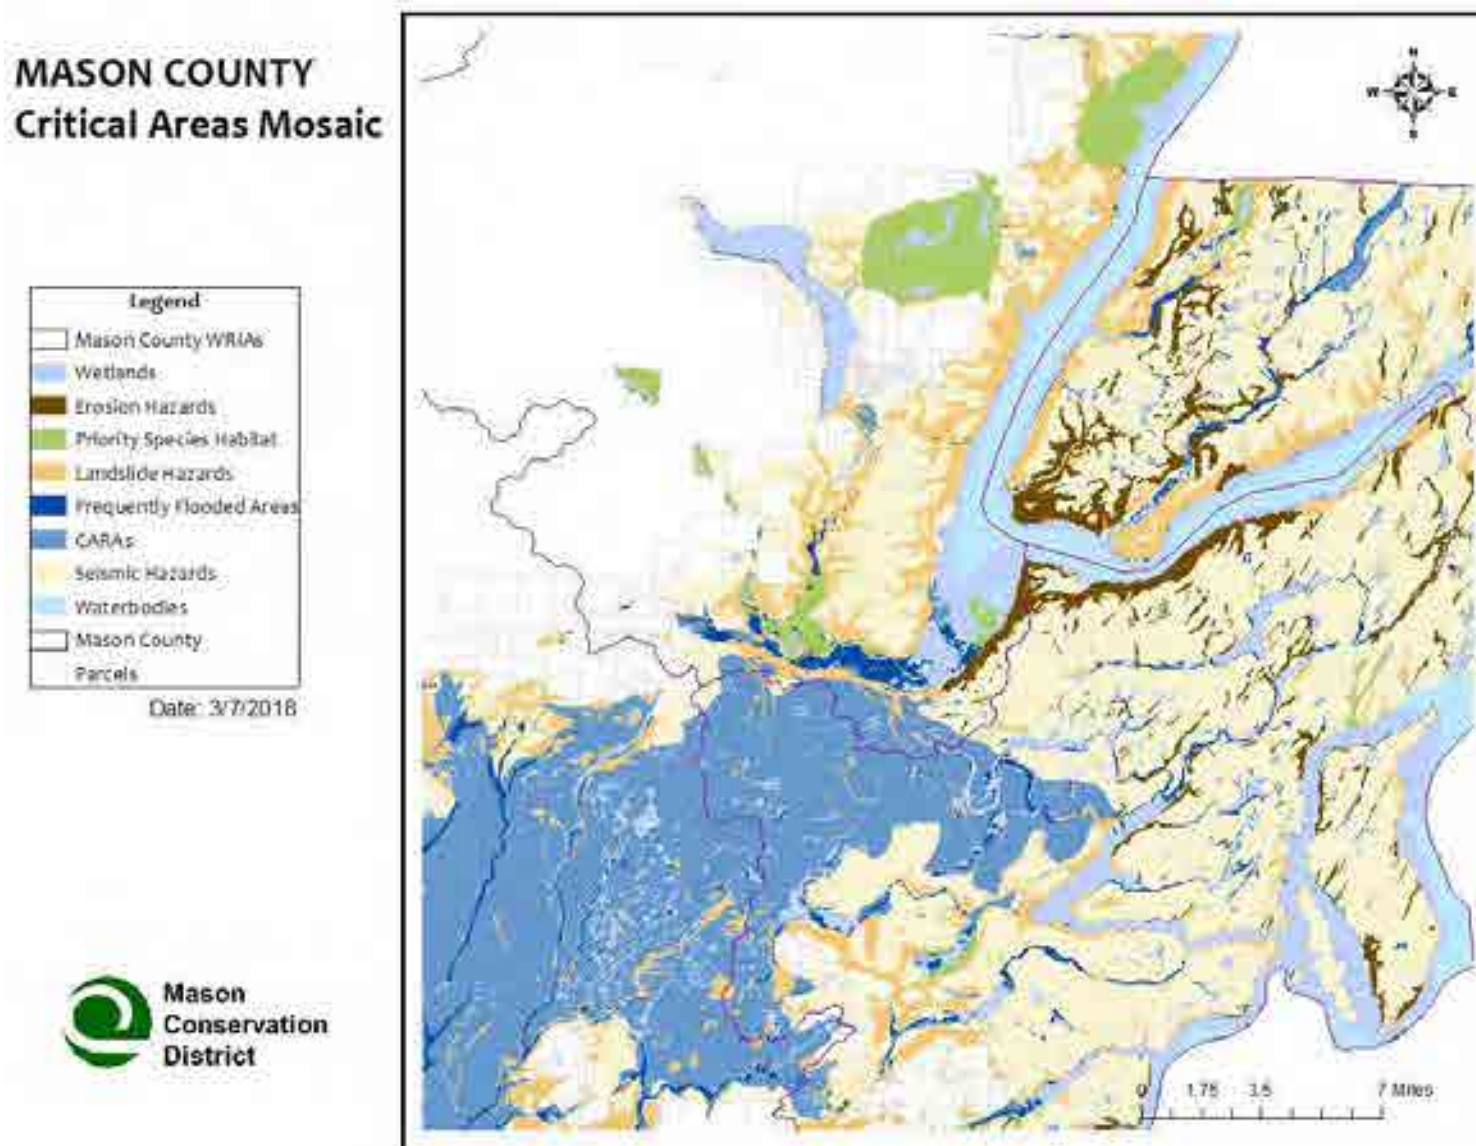 MASON COUNTY
Critical Areas Mosaic
N
W
E
S
Legend
Mason County WRIAs
Wetlands
Erosion Hazards
Priority Species Habitat
Landslide Hazards
Frequently Flooded Areas
CARAs
Seismic Hazards
Waterbodies
Mason County
Parcels
Date: 3/7/2018
Mason
Conservation
District
0 1.75 3.5 7 Miles